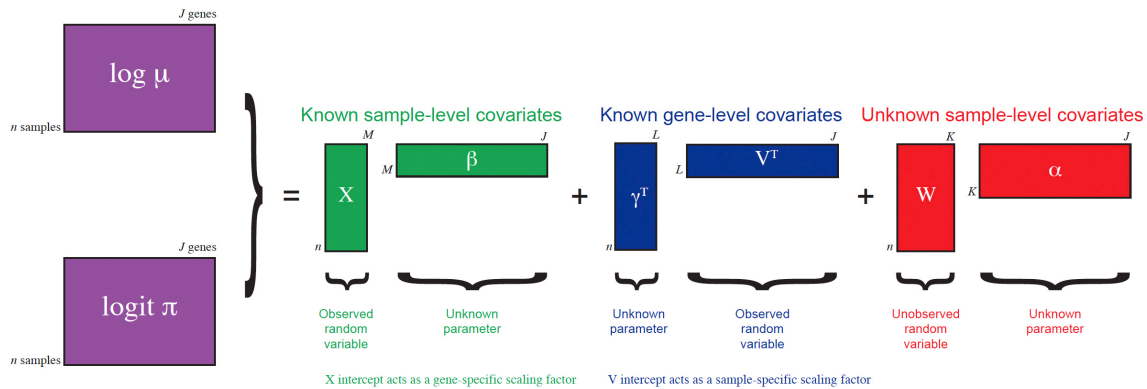 J genes
log μ
n samples
J genes
logit π
n samples
=
Known sample-level covariates
M
n
X
J
M
β
Observed
random
variable
Unknown
parameter
X intercept acts as a gene-specific scaling factor
+
Known gene-level covariates
L
n
γᵀ
J
L
Vᵀ
Unknown
parameter
Observed
random
variable
V intercept acts as a sample-specific scaling factor
+
Unknown sample-level covariates
K
n
W
J
K
α
Unobserved
random
variable
Unknown
parameter